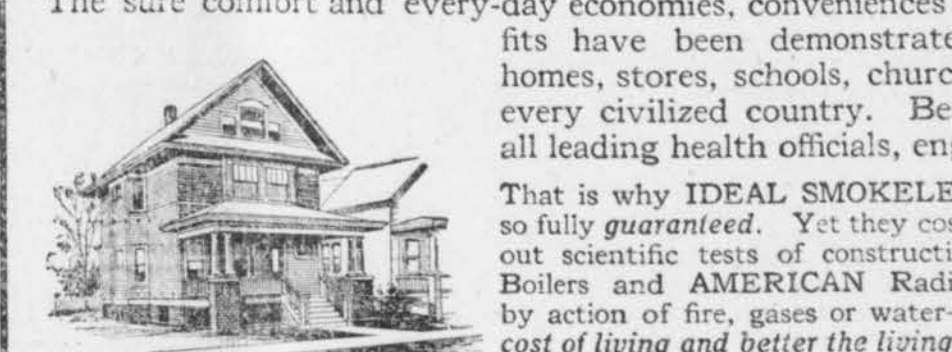 The sure comfort and every-day economies, conveniences
fits have been demonstrate
homes, stores, schools, churc
every civilized country. Be
all leading health officials, en
That is why IDEAL SMOKELE
so fully guaranteed. Yet they cos
out scientific tests of constructi
Boilers and AMERICAN Radi
by action of fire, gases or water-
cost of living and better the living